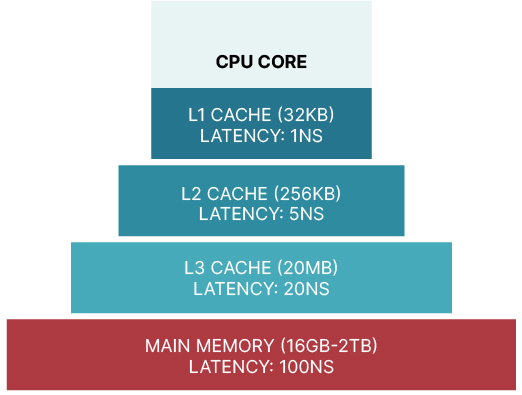 CPU CORE
L1 CACHE (32KB)
LATENCY: 1NS
L2 CACHE (256KB)
LATENCY: 5NS
L3 CACHE (20MB)
LATENCY: 20NS
MAIN MEMORY (16GB-2TB)
LATENCY: 100NS